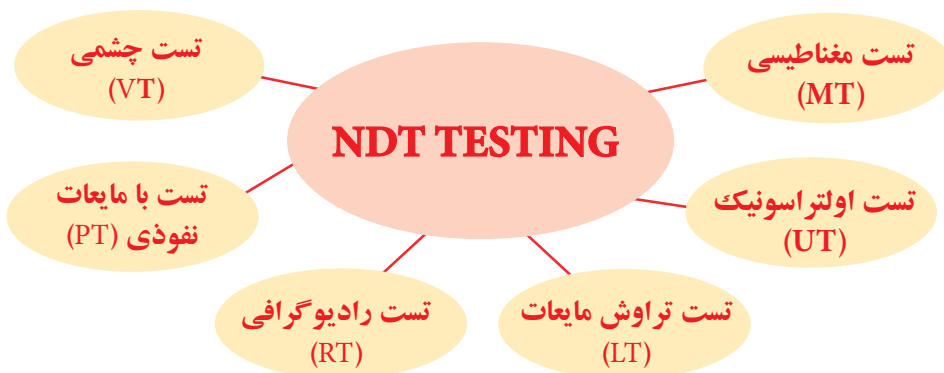 NDT TESTING
تست مغناطیسی
(MT)
تست اولتراسونیک
(UT)
تست تراوش مایعات
(LT)
تست رادیوگرافی
(RT)
تست با مایعات
نفوذی (PT)
تست چشمی
(VT)